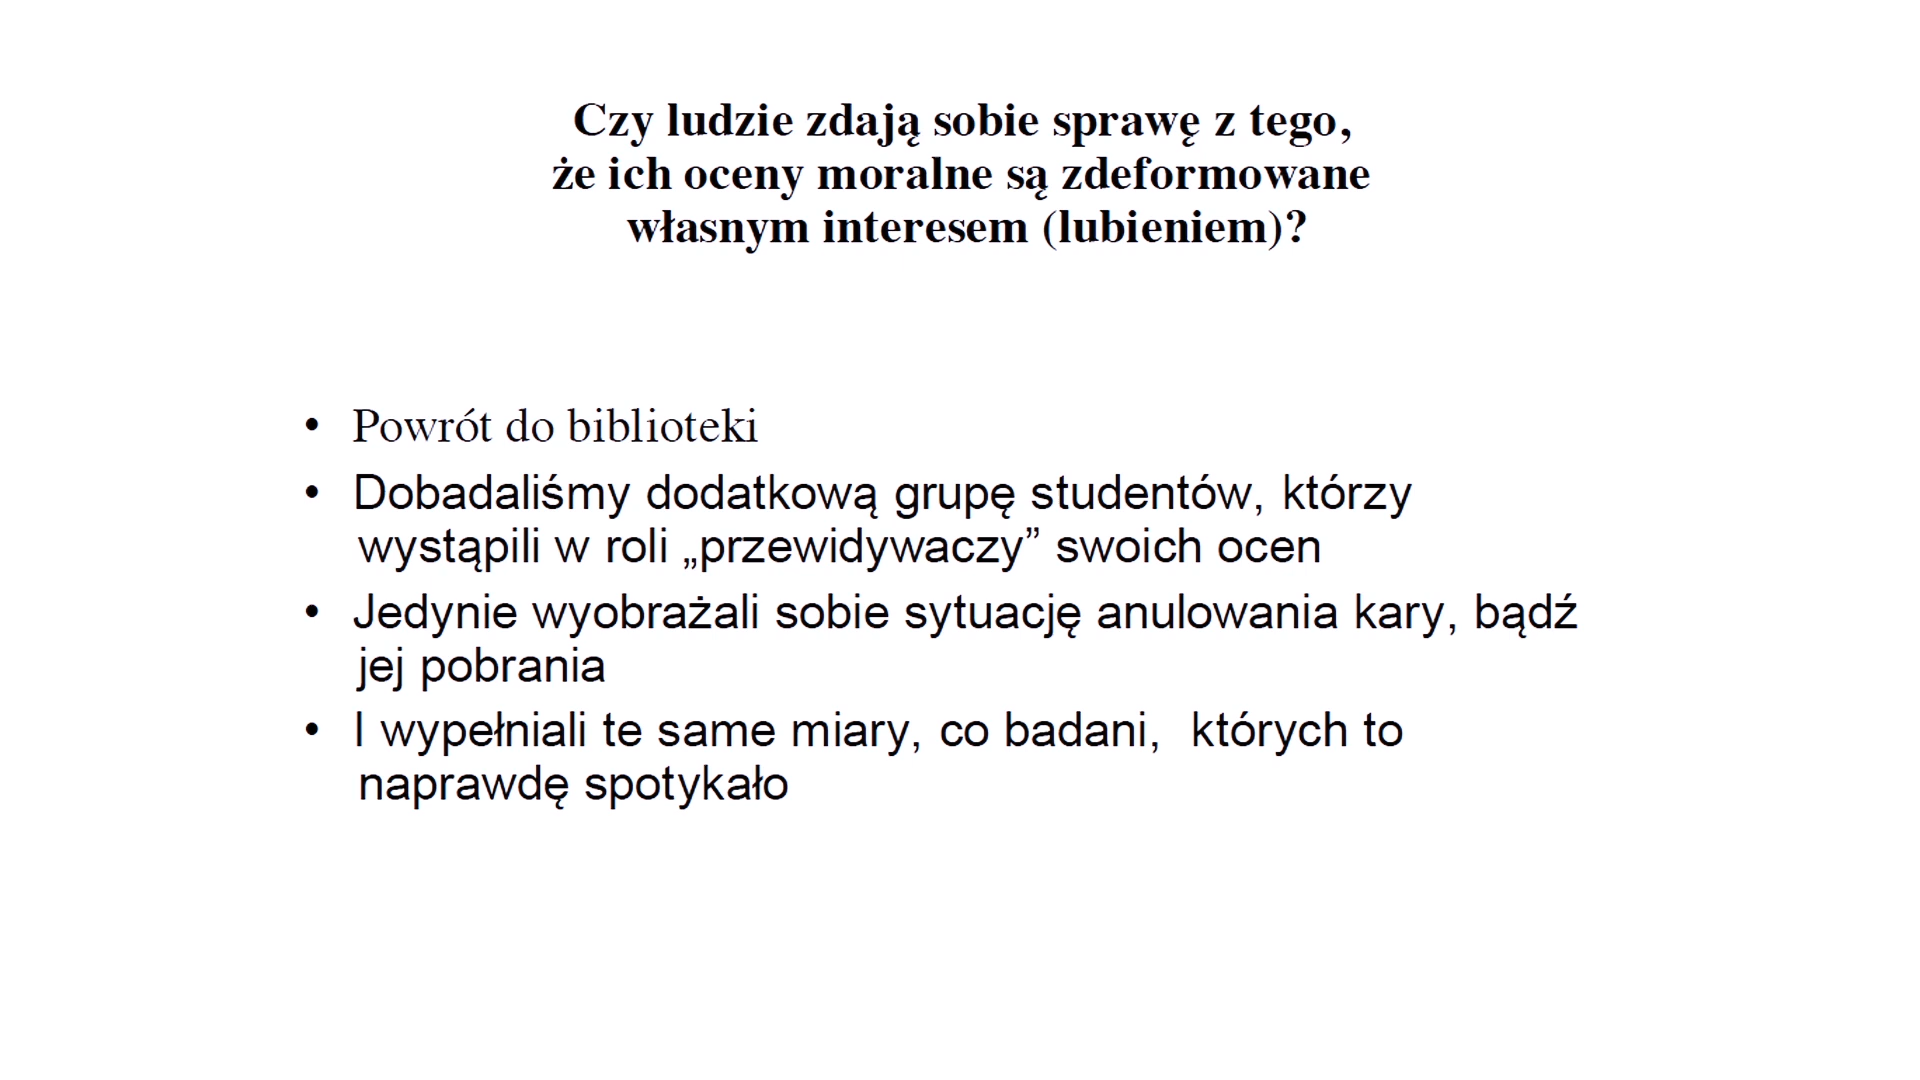 Czy ludzie zdają sobie sprawę z tego,
że ich oceny moralne są zdeformowane
własnym interesem (lubieniem)?
• Powrót do biblioteki
• Dobadaliśmy dodatkową grupę studentów, którzy
wystąpili w roli „przewidywaczy” swoich ocen
• Jedynie wyobrażali sobie sytuację anulowania kary, bądź
jej pobrania
• I wypełniali te same miary, co badani,  których to
naprawdę spotykało